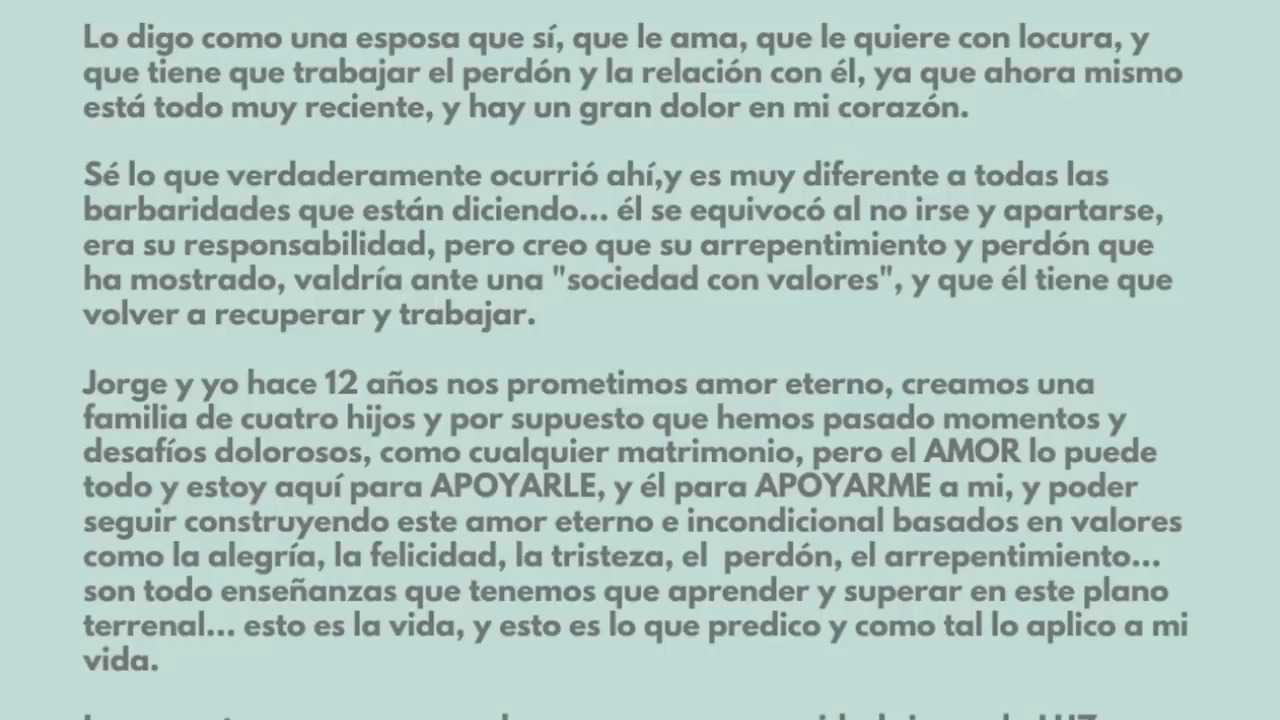 Lo digo como una esposa que sí, que le ama, que le quiere con locura, y
que tiene que trabajar el perdón y la relación con él, ya que ahora mismo
está todo muy reciente, y hay un gran dolor en mi corazón.
Sé lo que verdaderamente ocurrió ahí,y es muy diferente a todas las
barbaridades que están diciendo... él se equivocó al no irse y apartarse,
era su responsabilidad, pero creo que su arrepentimiento y perdón que
ha mostrado, valdría ante una "sociedad con valores", y que él tiene que
volver a recuperar y trabajar.
Jorge y yo hace 12 años nos prometimos amor eterno, creamos una
familia de cuatro hijos y por supuesto que hemos pasado momentos y
desafíos dolorosos, como cualquier matrimonio, pero el AMOR lo puede
todo y estoy aquí para APOYARLE, y él para APOYARME a mi, y poder
seguir construyendo este amor eterno e incondicional basados en valores
como la alegría, la felicidad, la tristeza, el  perdón, el arrepentimiento...
son todo enseñanzas que tenemos que aprender y superar en este plano
terrenal... esto es la vida, y esto es lo que predico y como tal lo aplico a mi
vida.